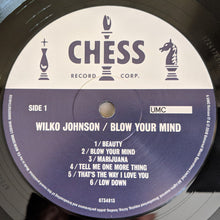 CHESS
RECORD CORP.
SIDE 1
UMC
WILKO JOHNSON / BLOW YOUR MIND
1/ BEAUTY
2/ BLOW YOUR MIND
3/ MARIJUANA
4/ TELL ME ONE MORE THING
5/ THAT'S THE WAY I LOVE YOU
6/ LOW DOWN
6734813